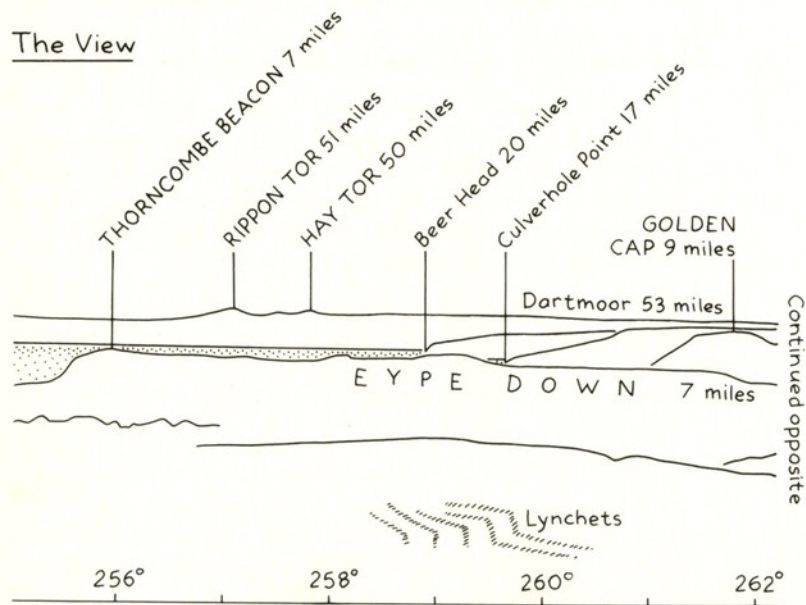 The View
THORNCOMBE BEACON 7 miles
RIPPON TOR 51 miles
HAY TOR 50 miles
Beer Head 20 miles
Culverhole Point 17 miles
GOLDEN
CAP 9 miles
Dartmoor 53 miles
EYPE DOWN 7 miles
Continued opposite
Lynchets
256° 258° 260° 262°